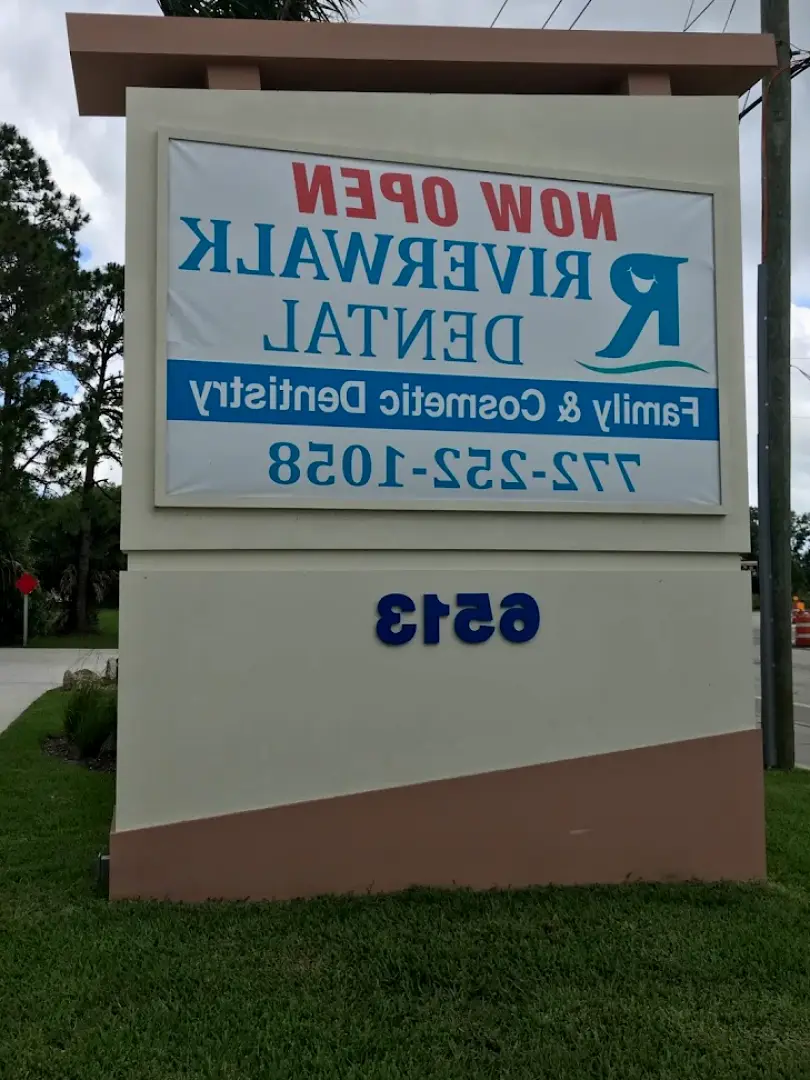 NOW OPEN
RIVERWALK
DENTAL
Family & Cosmetic Dentistry
772-252-1058
6513